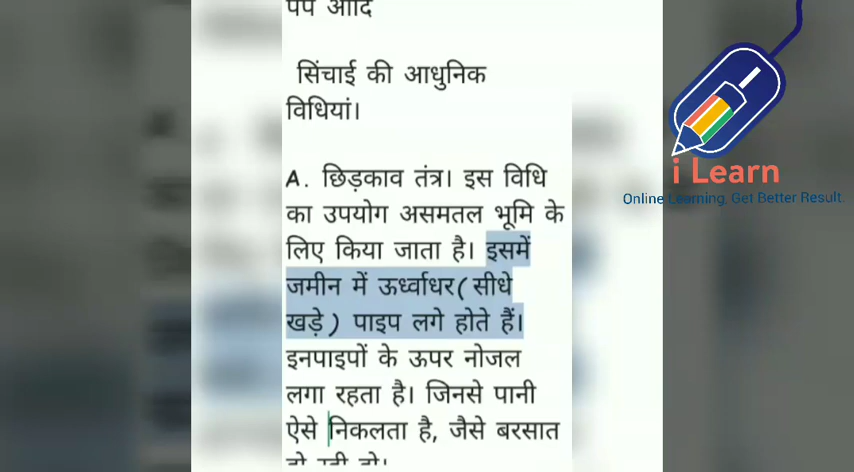 पंप आदि
सिंचाई की आधुनिक
विधियां।
A. छिड़काव तंत्र। इस विधि
का उपयोग असमतल भूमि के
लिए किया जाता है। इसमें
जमीन में ऊर्ध्वाधर(सीधे
खड़े) पाइप लगे होते हैं।
इनपाइपों के ऊपर नोजल
लगा रहता है। जिनसे पानी
ऐसे निकलता है, जैसे बरसात
i Learn
Online Learning, Get Better Result.